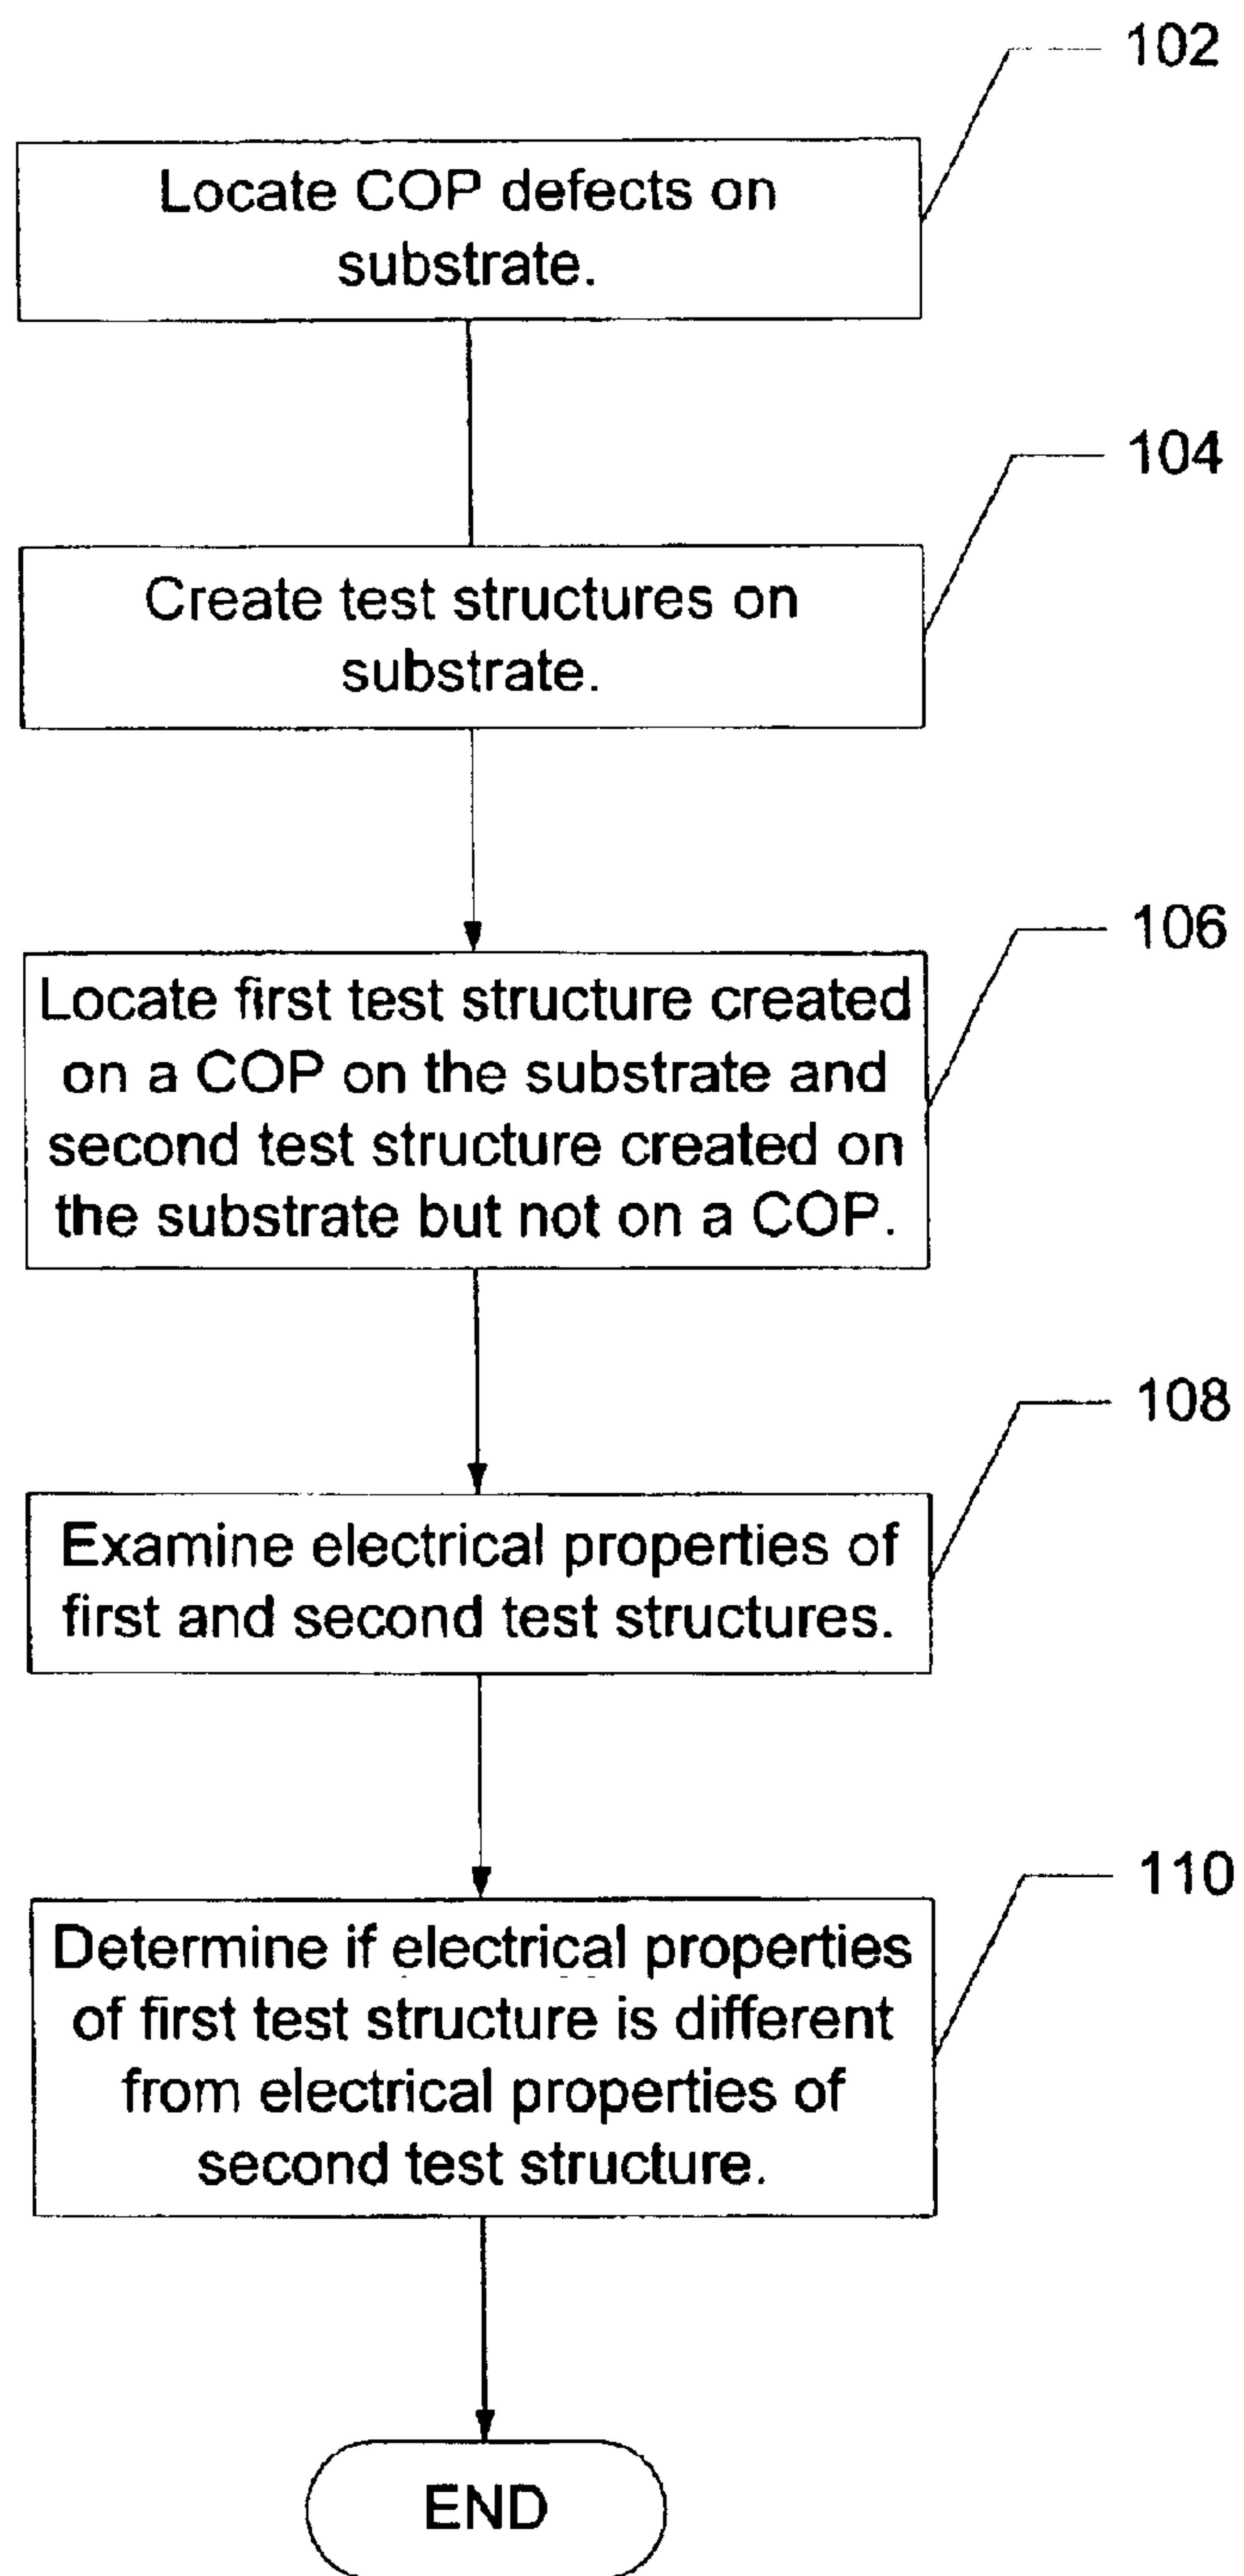 102
Locate COP defects on
substrate.
104
Create test structures on
substrate.
106
Locate first test structure created
on a COP on the substrate and
second test structure created on
the substrate but not on a COP.
108
Examine electrical properties of
first and second test structures.
110
Determine if electrical properties
of first test structure is different
from electrical properties of
second test structure.
END